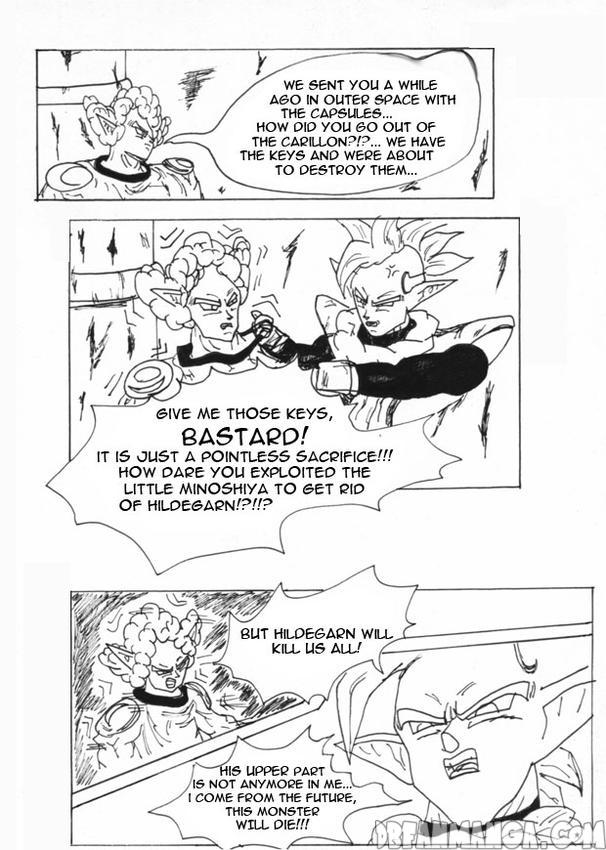 WE SENT YOU A WHILE
AGO IN OUTER SPACE WITH
THE CAPSULES...
HOW DID YOU GO OUT OF
THE CARILLON?!?... WE HAVE
THE KEYS AND WERE ABOUT
TO DESTROY THEM...
GIVE ME THOSE KEYS,
BASTARD!
IT IS JUST A POINTLESS SACRIFICE!!!
HOW DARE YOU EXPLOITED THE
LITTLE MINOSHIYA TO GET RID
OF HILDEGARN!?!!?
BUT HILDEGARN WILL
KILL US ALL!
HIS UPPER PART
IS NOT ANYMORE IN ME...
I COME FROM THE FUTURE,
THIS MONSTER
WILL DIE!!!
DBFANMANGA.COM